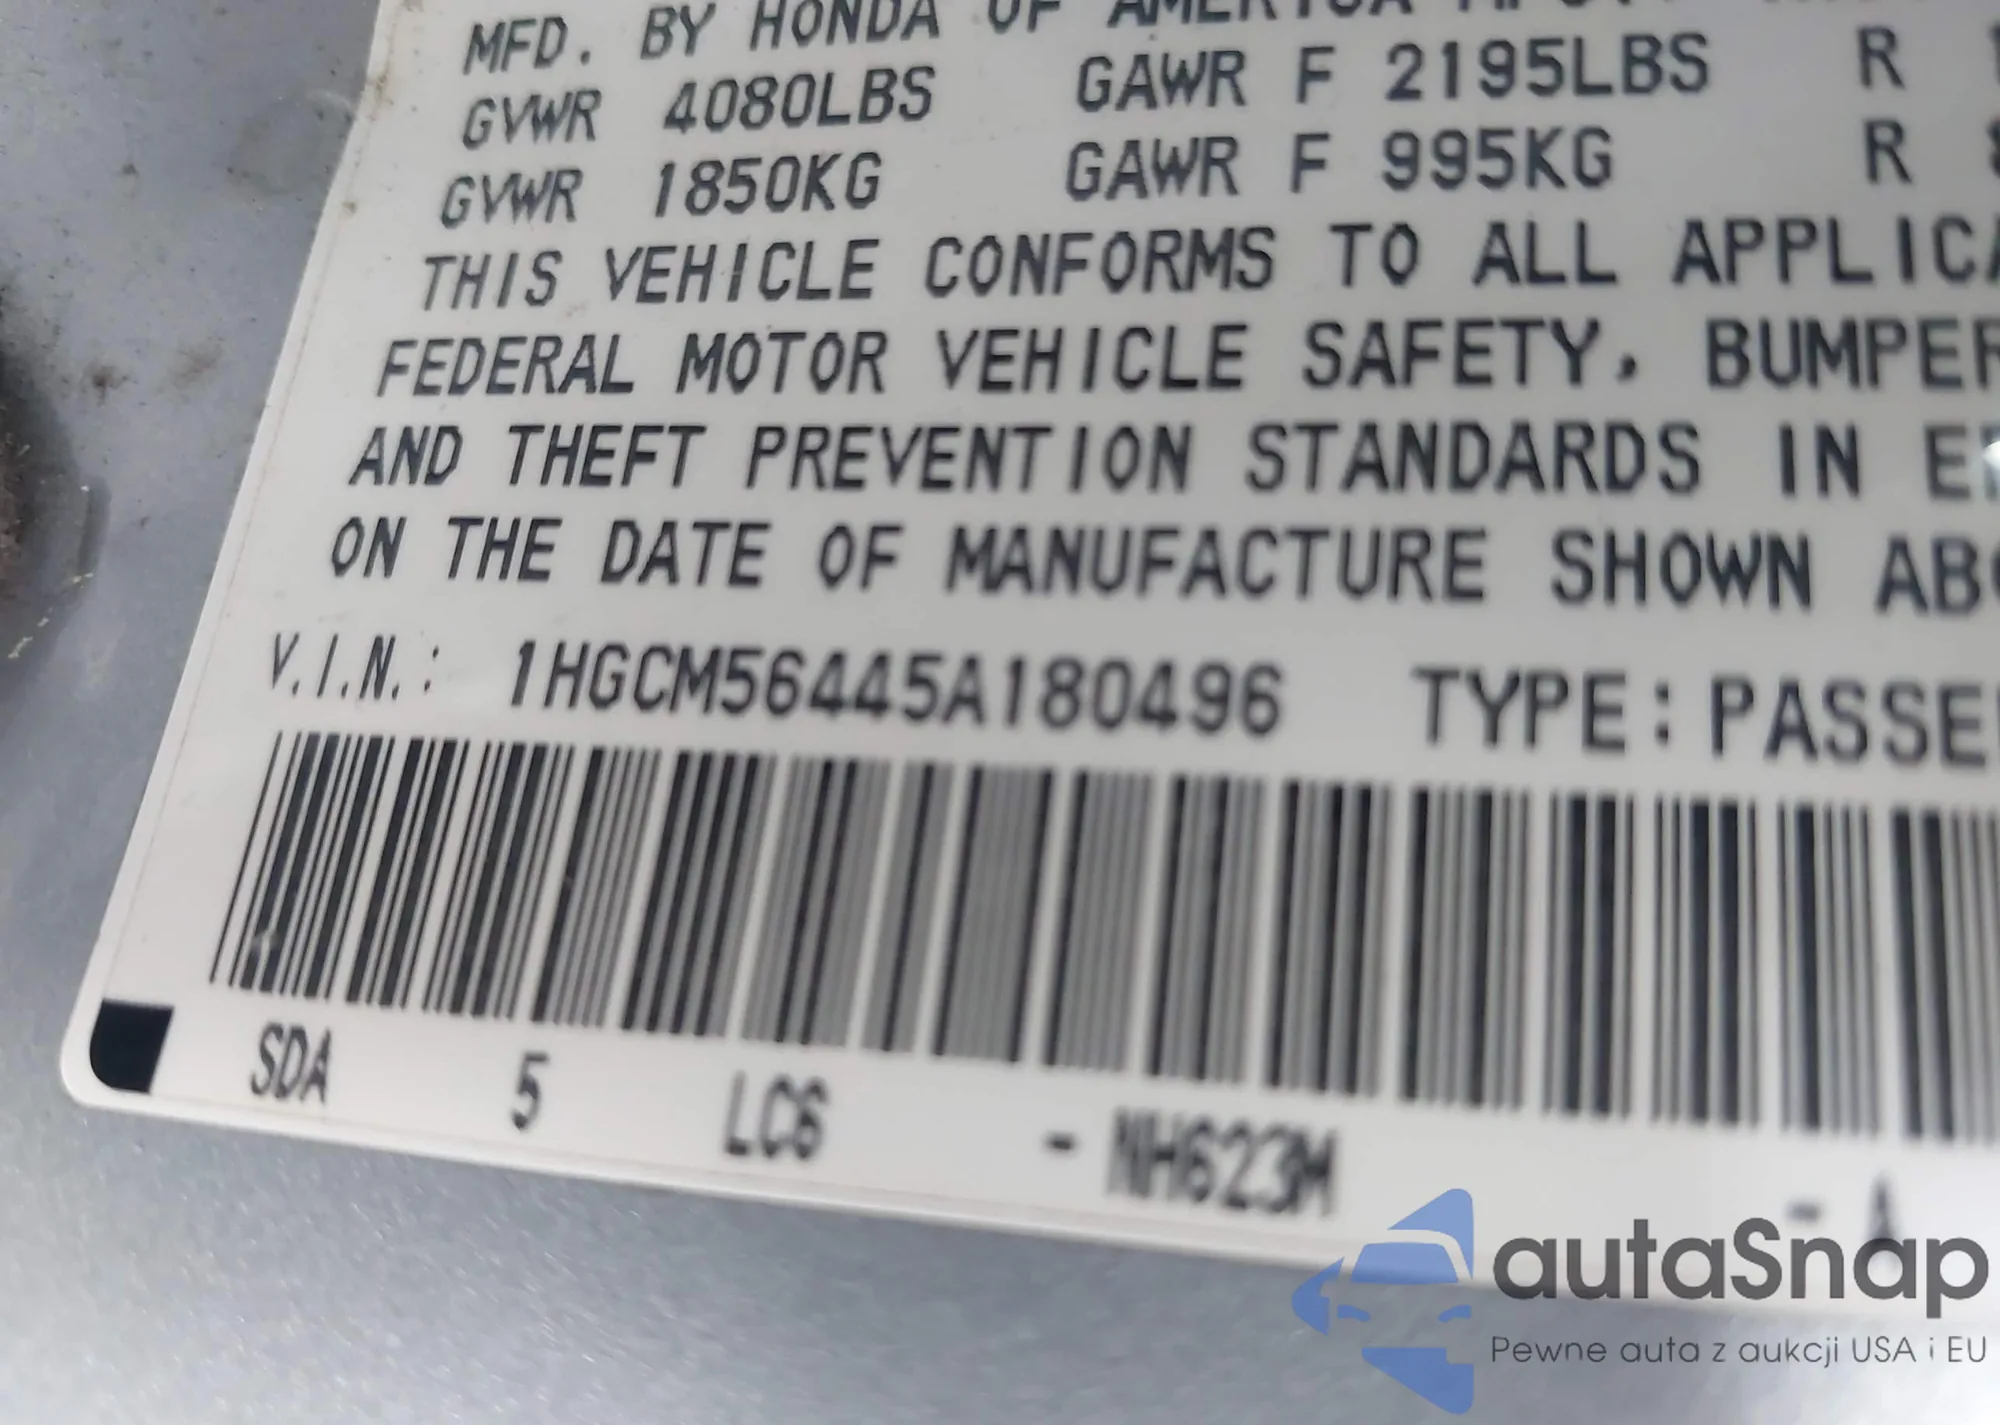 MFD. BY HONDA OF AMERICA
GVWR 4080LBS GAWR F 2195LBS R
GVWR 1850KG GAWR F 995KG R
THIS VEHICLE CONFORMS TO ALL APPLICA
FEDERAL MOTOR VEHICLE SAFETY, BUMPER
AND THEFT PREVENTION STANDARDS IN E
ON THE DATE OF MANUFACTURE SHOWN ABO
V.I.N.: 1HGCM56445A180496 TYPE:PASSE
SDA 5 LC6 - NH623M - A
autaSnap
Pewne auta z aukcji USA i EU